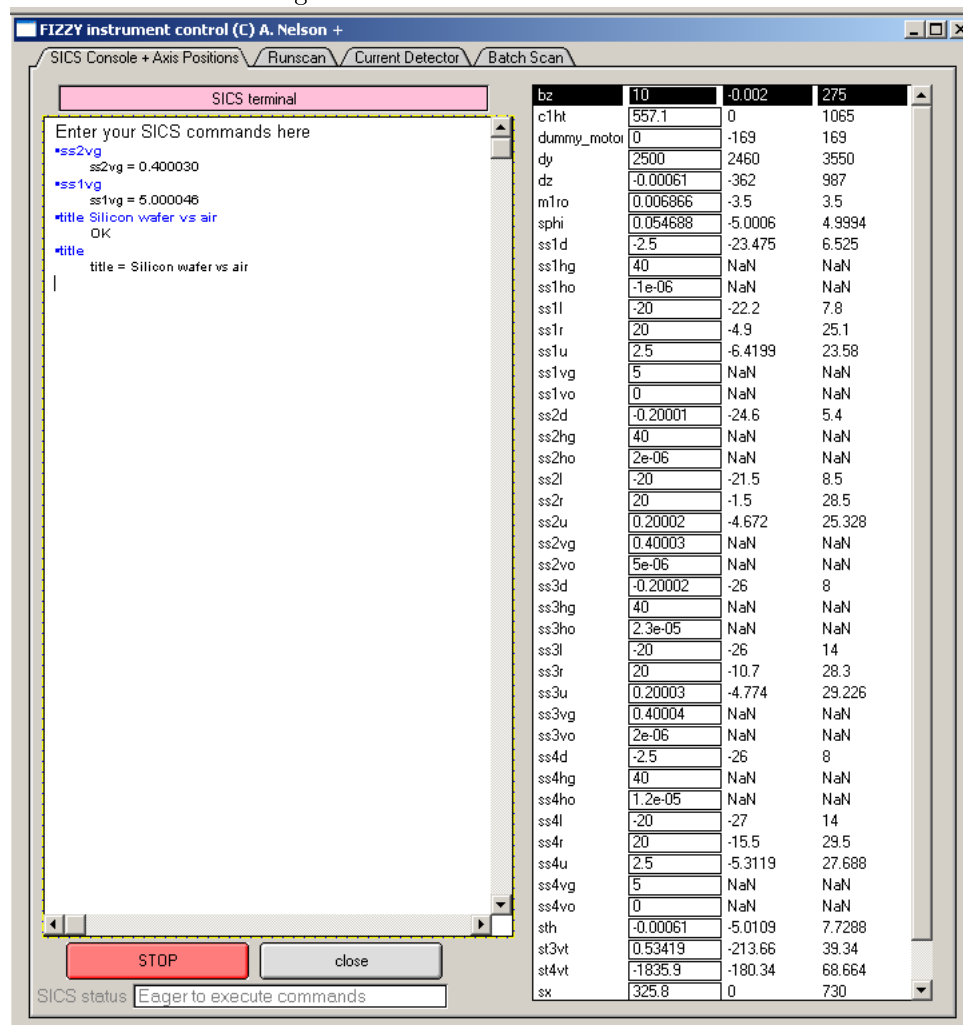 FIZZY instrument control (C) A. Nelson +
SICS Console + Axis Positions Runscan Current Detector Batch Scan
SICS terminal
Enter your SICS commands here
•ss2vg
ss2vg = 0.400030
•ss1vg
ss1vg = 5.000046
•title Silicon wafer vs air
OK
•title
title = Silicon wafer vs air
STOP close
SICS status Eager to execute commands
bz 10 -0.002 275
c1ht 557.1 0 1065
dummy_motor 0 -169 169
dy 2500 2460 3550
dz -0.00061 -362 987
m1ro 0.006866 -3.5 3.5
sphi 0.054688 -5.0006 4.9994
ss1d -2.5 -23.475 6.525
ss1hg 40 NaN NaN
ss1ho -1e-06 NaN NaN
ss1l -20 -22.2 7.8
ss1r 20 -4.9 25.1
ss1u 2.5 -6.4199 23.58
ss1vg 5 NaN NaN
ss1vo 0 NaN NaN
ss2d -0.20001 -24.6 5.4
ss2hg 40 NaN NaN
ss2ho 2e-06 NaN NaN
ss2l -20 -21.5 8.5
ss2r 20 -1.5 28.5
ss2u 0.20002 -4.672 25.328
ss2vg 0.40003 NaN NaN
ss2vo 5e-06 NaN NaN
ss3d -0.20002 -26 8
ss3hg 40 NaN NaN
ss3ho 2.3e-05 NaN NaN
ss3l -20 -26 14
ss3r 20 -10.7 28.3
ss3u 0.20003 -4.774 29.226
ss3vg 0.40004 NaN NaN
ss3vo 2e-06 NaN NaN
ss4d -2.5 -26 8
ss4hg 40 NaN NaN
ss4ho 1.2e-05 NaN NaN
ss4l -20 -27 14
ss4r 20 -15.5 29.5
ss4u 2.5 -5.3119 27.688
ss4vg 5 NaN NaN
ss4vo 0 NaN NaN
sth -0.00061 -5.0109 7.7288
st3vt 0.53419 -213.66 39.34
st4vt -1835.9 -180.34 68.664
sx 325.8 0 730